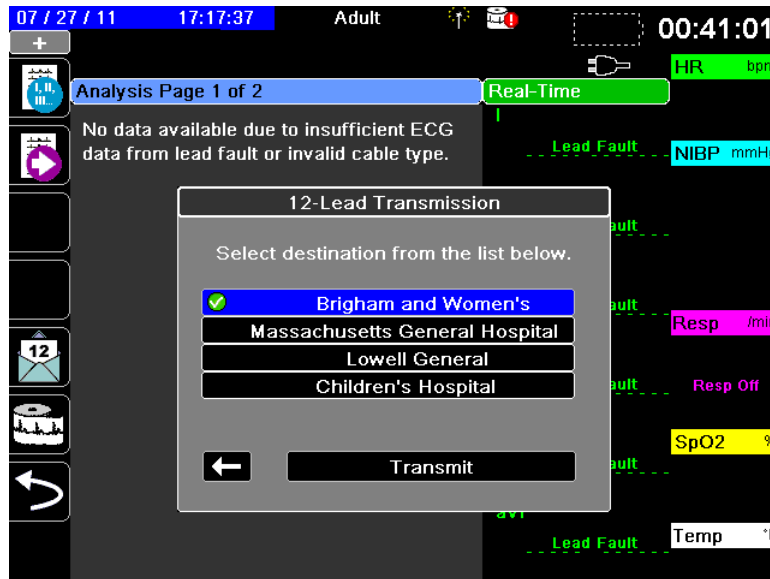 07 / 27 / 11 17:17:37 Adult 00:41:01
HR bpm
I, II, III...
Analysis Page 1 of 2 Real-Time
No data available due to insufficient ECG
data from lead fault or invalid cable type.
I
Lead Fault
NIBP
12-Lead Transmission
Select destination from the list below.
Brigham and Women's
Massachusetts General Hospital
Lowell General
Children's Hospital
Transmit
Resp
Resp Off
12
SpO2 %
Lead Fault
Temp